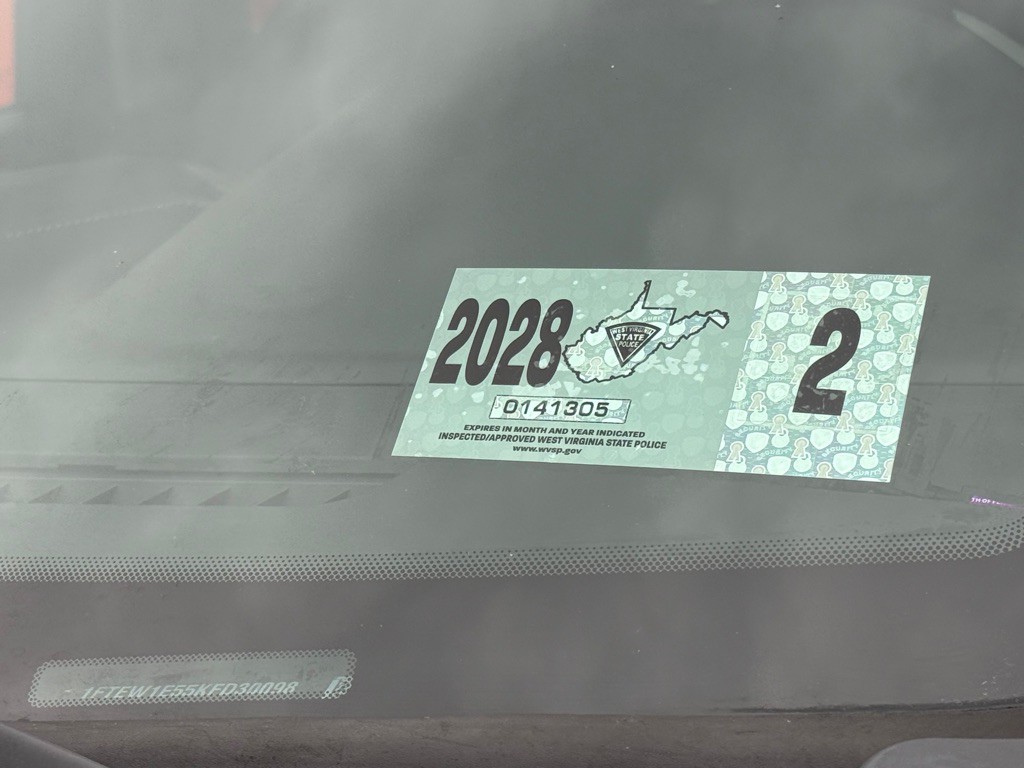 2028
WEST VIRGINIA
STATE
POLICE
2
0141305
EXPIRES IN MONTH AND YEAR INDICATED
INSPECTED/APPROVED WEST VIRGINIA STATE POLICE
www.wvsp.gov
1FTEW1E55KFD30098